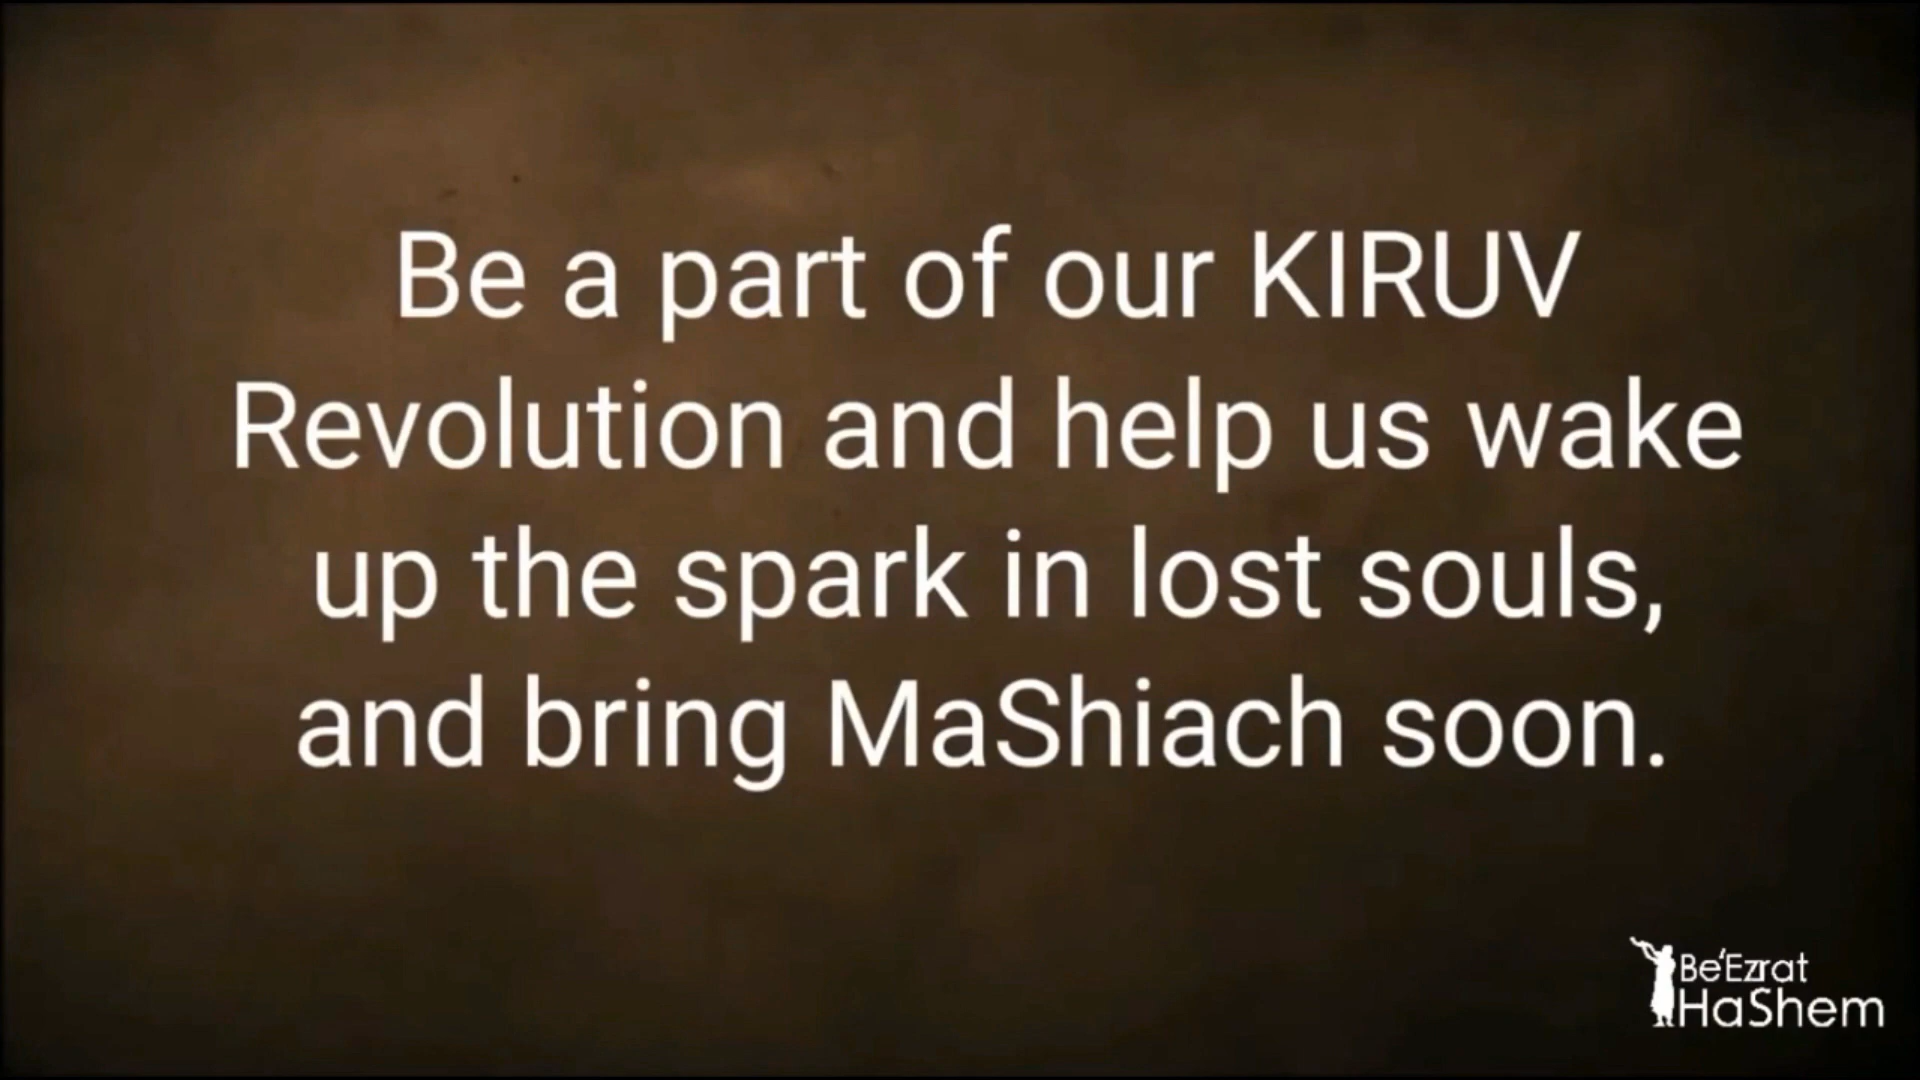 Be a part of our KIRUV
Revolution and help us wake
up the spark in lost souls,
and bring MaShiach soon.
Be'Ezrat
HaShem